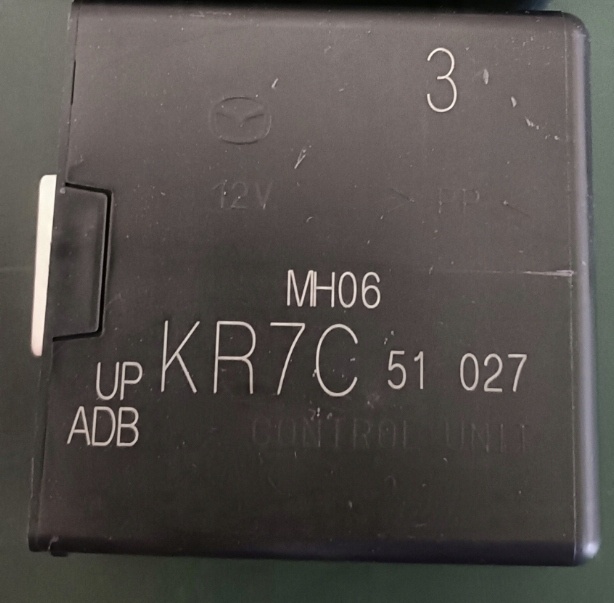 3
12V >PP<
MH06
UP KR7C 51 027
ADB
CONTROL UNIT